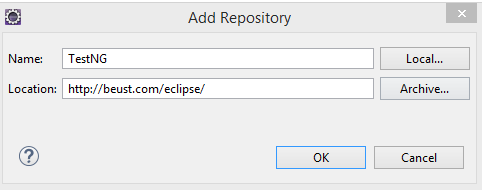 Add Repository
Name: TestNG Local...
Location: http://beust.com/eclipse/ Archive...
? OK Cancel